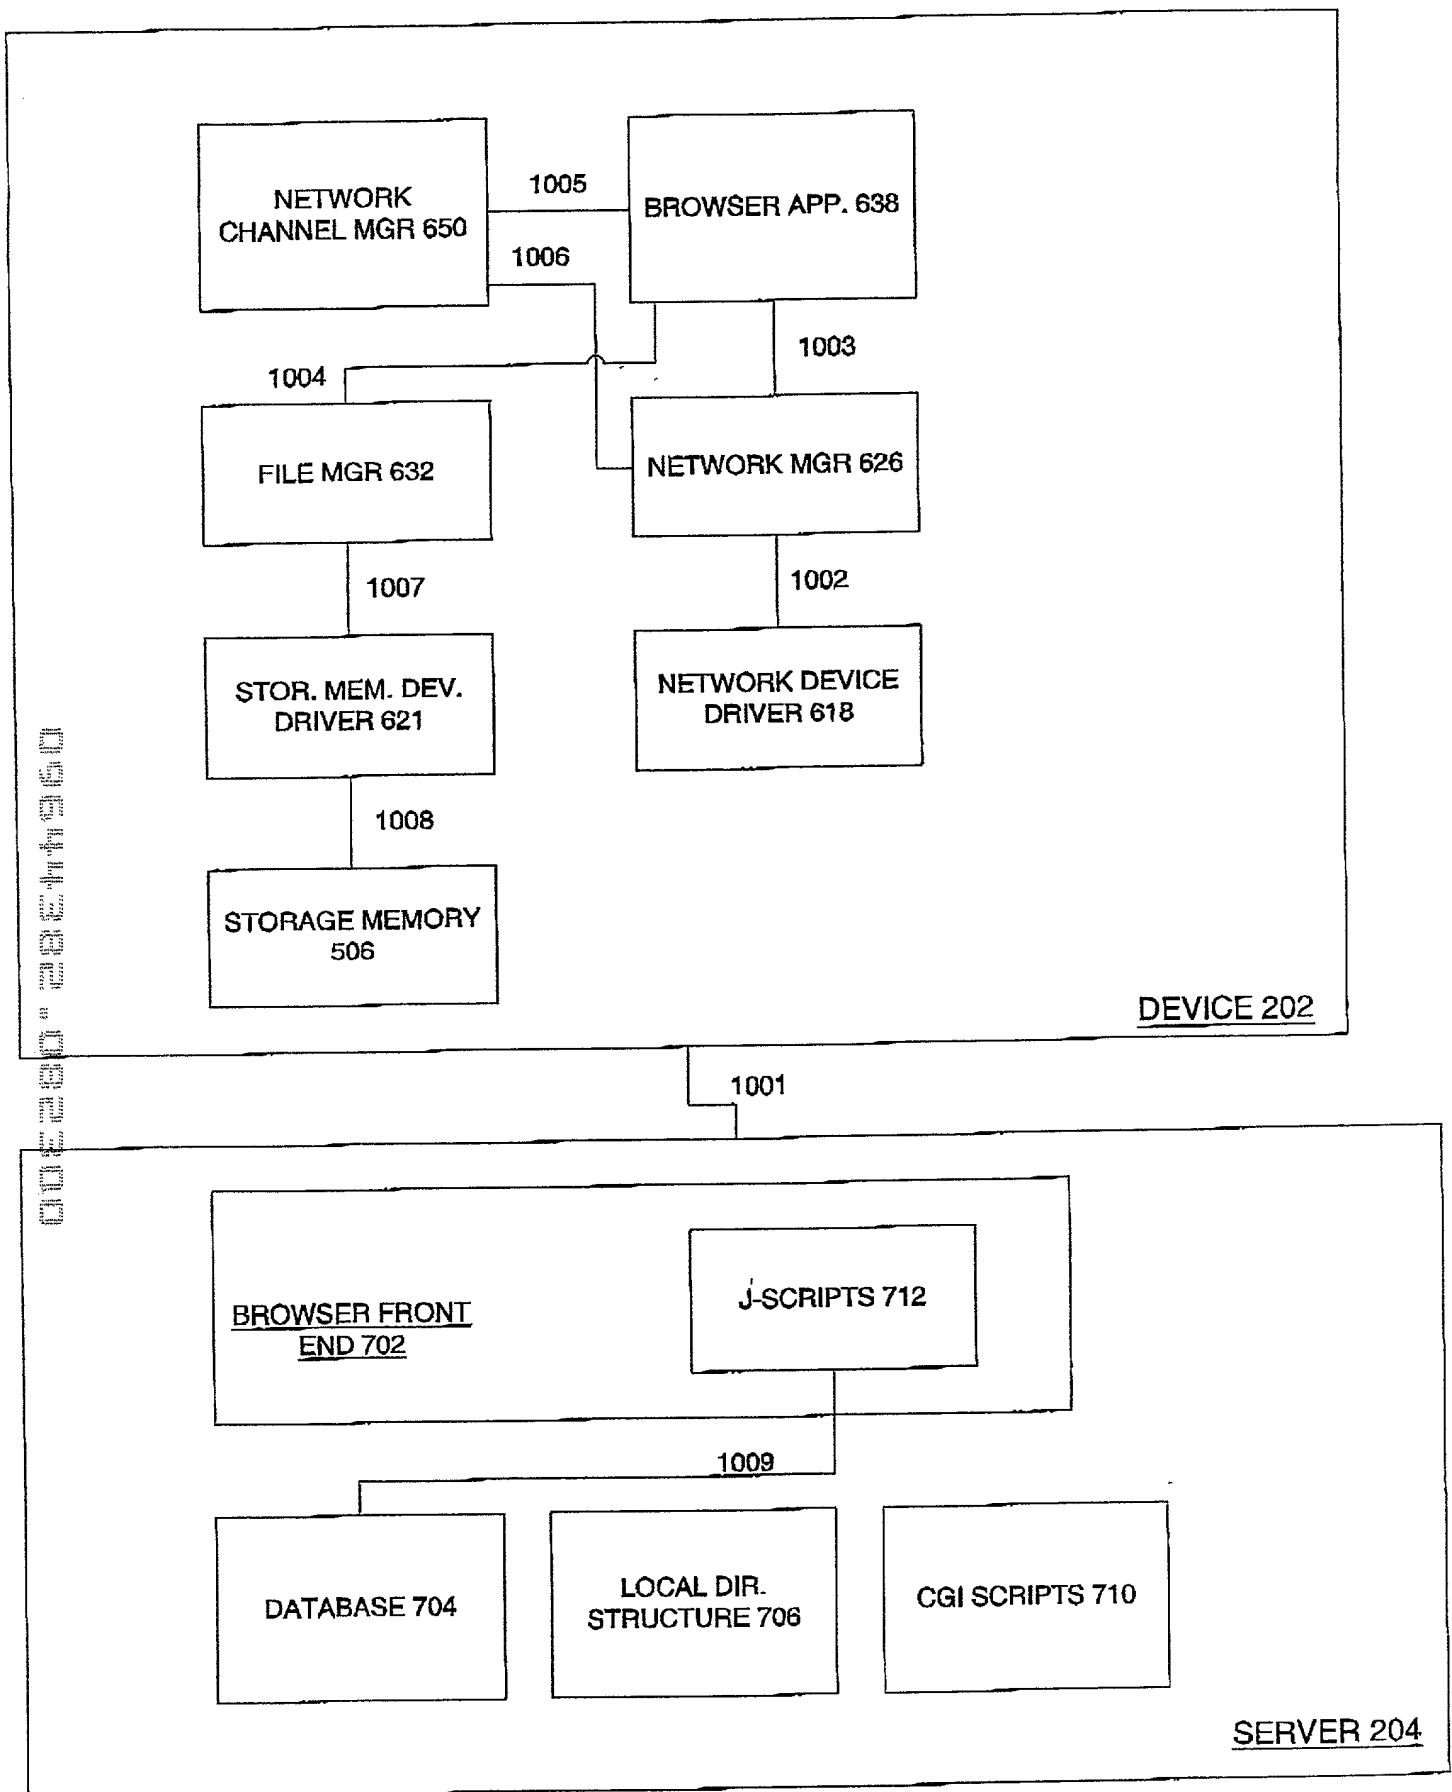 NETWORK
CHANNEL MGR 650
1005
BROWSER APP. 638
1006
1003
1004
FILE MGR 632
NETWORK MGR 626
1007
1002
STOR. MEM. DEV.
DRIVER 621
NETWORK DEVICE
DRIVER 618
1008
STORAGE MEMORY
506
DEVICE 202
1001
BROWSER FRONT
END 702
J-SCRIPTS 712
1009
DATABASE 704
LOCAL DIR.
STRUCTURE 706
CGI SCRIPTS 710
SERVER 204
09644382.082300